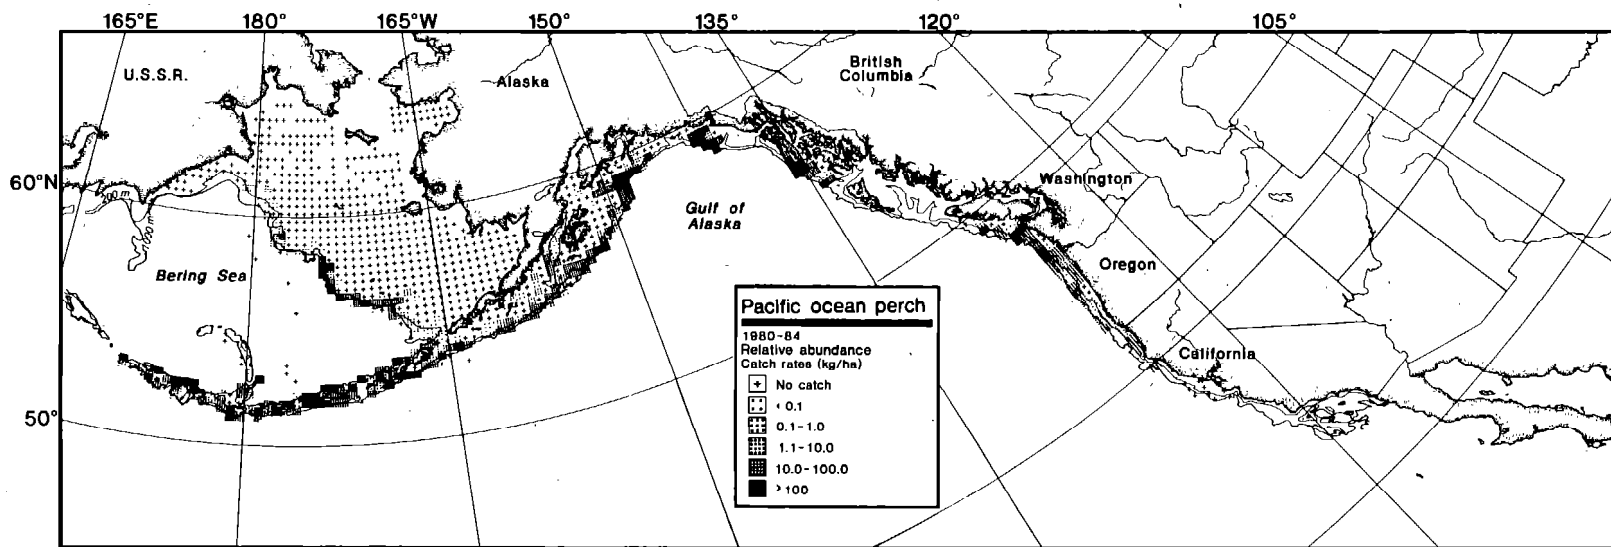 165°E 180° 165°W 150° 135° 120° 105°
U.S.S.R.
Alaska
British
Columbia
60°N
200 m
1000 m
Washington
Gulf of
Alaska
Bering Sea
Oregon
Pacific ocean perch
1980-84
Relative abundance
Catch rates (kg/ha)
No catch
< 0.1
0.1-1.0
1.1-10.0
10.0-100.0
>100
California
50°